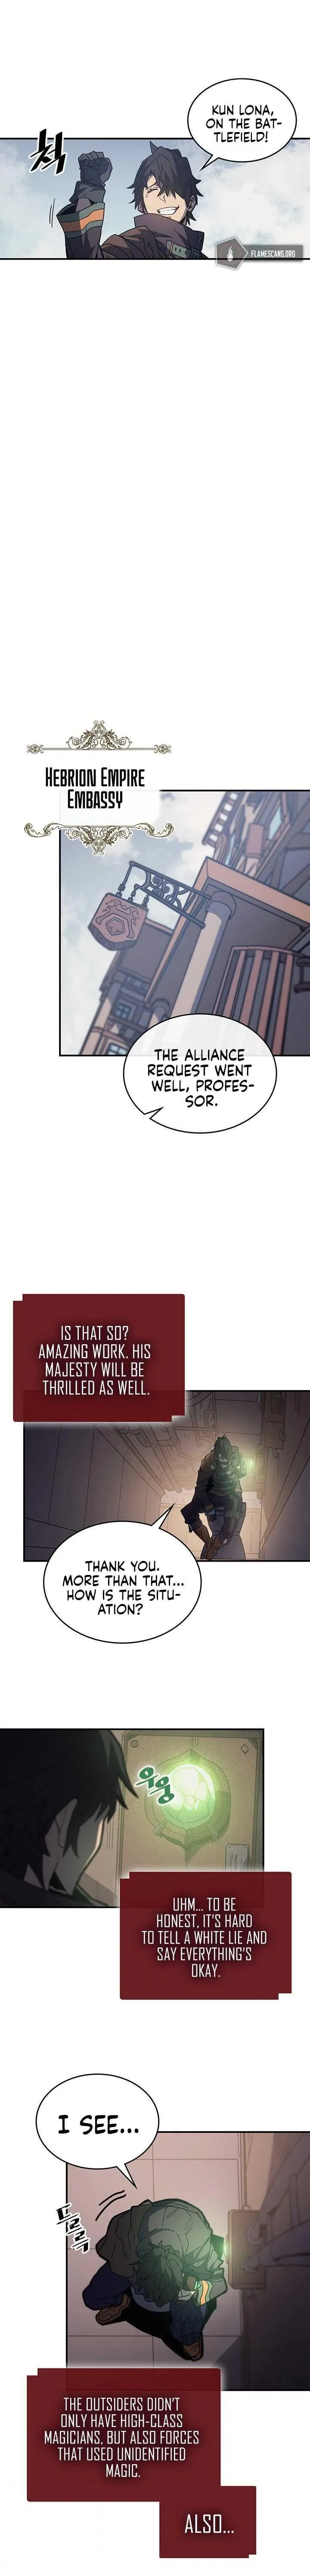 KUN LONA,
ON THE BAT-
TLEFIELD!
척
FLAMESCANS.ORG
HEBRION EMPIRE
EMBASSY
THE ALLIANCE
REQUEST WENT
WELL, PROFES-
SOR.
IS THAT SO?
AMAZING WORK. HIS
MAJESTY WILL BE
THRILLED AS WELL.
THANK YOU.
MORE THAN THAT...
HOW IS THE SITU-
ATION?
우웅
UHM... TO BE
HONEST, IT'S HARD
TO TELL A WHITE LIE AND
SAY EVERYTHING'S
OKAY.
I SEE...
THE OUTSIDERS DIDN'T
ONLY HAVE HIGH-CLASS
MAGICIANS, BUT ALSO FORCES
THAT USED UNIDENTIFIED
MAGIC.
ALSO...